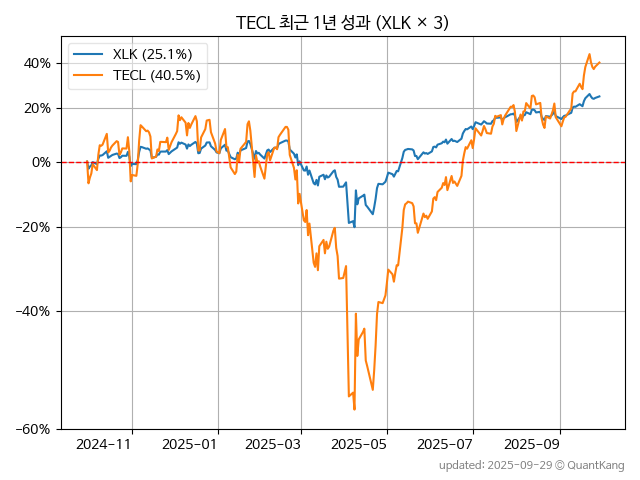 TECL 최근 1년 성과 (XLK × 3)
XLK (25.1%)
TECL (40.5%)
40%
20%
0%
−20%
−40%
−60%
2024-11 2025-01 2025-03 2025-05 2025-07 2025-09
updated: 2025-09-29 © QuantKang